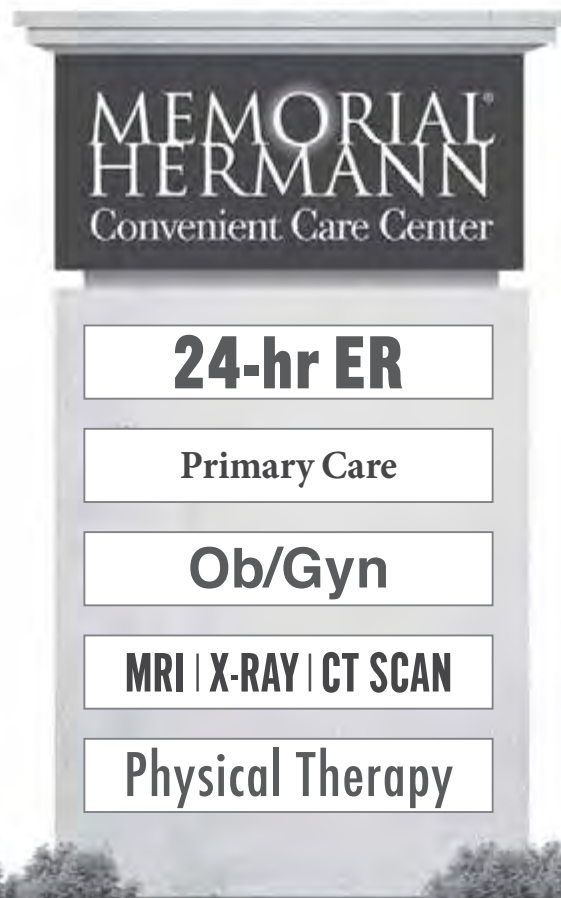 MEMORIAL®
HERMANN
Convenient Care Center
24-hr ER
Primary Care
Ob/Gyn
MRI | X-RAY | CT SCAN
Physical Therapy